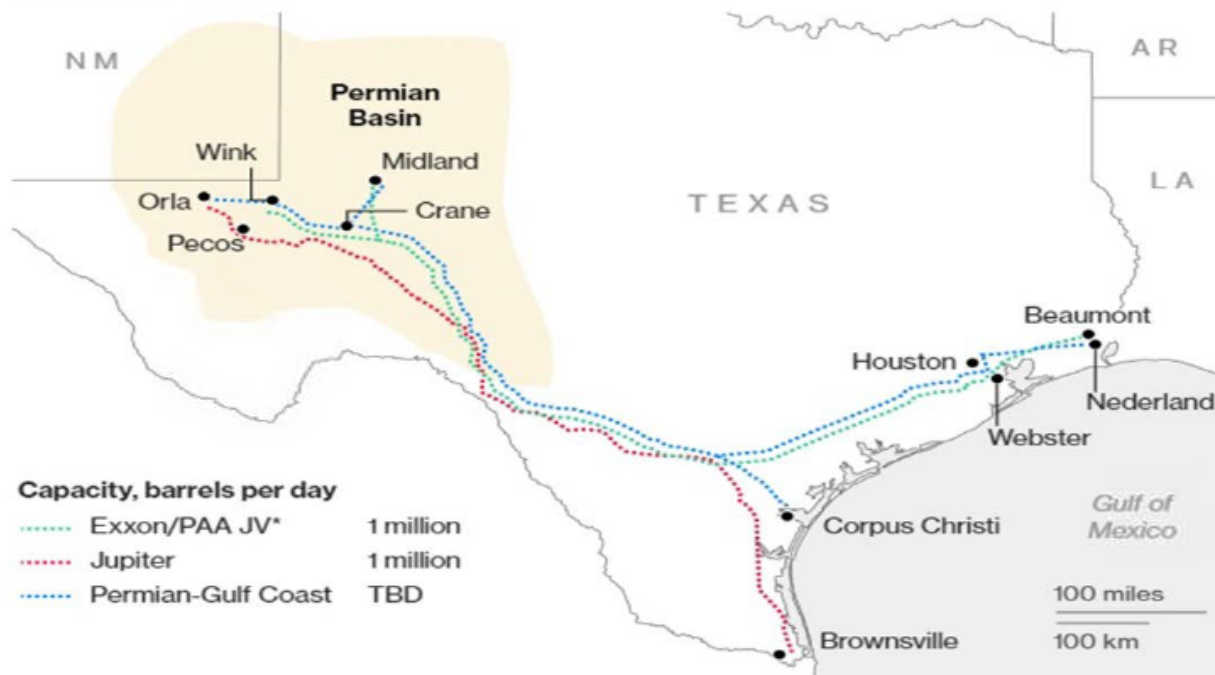 NM
AR
Permian
Basin
Wink
Midland
LA
Orla
Crane
TEXAS
Pecos
Beaumont
Houston
Nederland
Webster
Capacity, barrels per day
Exxon/PAA JV* 1 million
Jupiter 1 million
Permian-Gulf Coast TBD
Corpus Christi
Gulf of
Mexico
100 miles
100 km
Brownsville